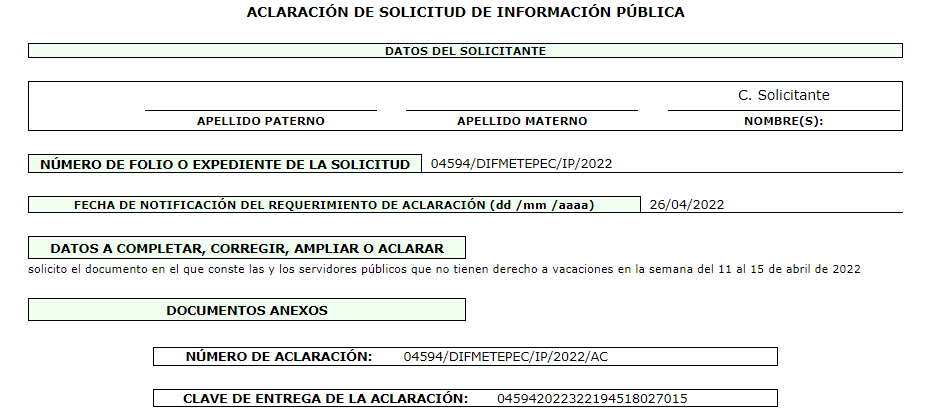 ACLARACIÓN DE SOLICITUD DE INFORMACIÓN PÚBLICA
DATOS DEL SOLICITANTE
C. Solicitante
APELLIDO PATERNO APELLIDO MATERNO NOMBRE(S):
NÚMERO DE FOLIO O EXPEDIENTE DE LA SOLICITUD 04594/DIFMETEPEC/IP/2022
FECHA DE NOTIFICACIÓN DEL REQUERIMIENTO DE ACLARACIÓN (dd /mm /aaaa) 26/04/2022
DATOS A COMPLETAR, CORREGIR, AMPLIAR O ACLARAR
solicito el documento en el que conste las y los servidores públicos que no tienen derecho a vacaciones en la semana del 11 al 15 de abril de 2022
DOCUMENTOS ANEXOS
NÚMERO DE ACLARACIÓN: 04594/DIFMETEPEC/IP/2022/AC
CLAVE DE ENTREGA DE LA ACLARACIÓN: 045942022322194518027015